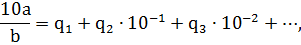 10a/b = q₁ + q₂ · 10⁻¹ + q₃ · 10⁻² + ⋯,